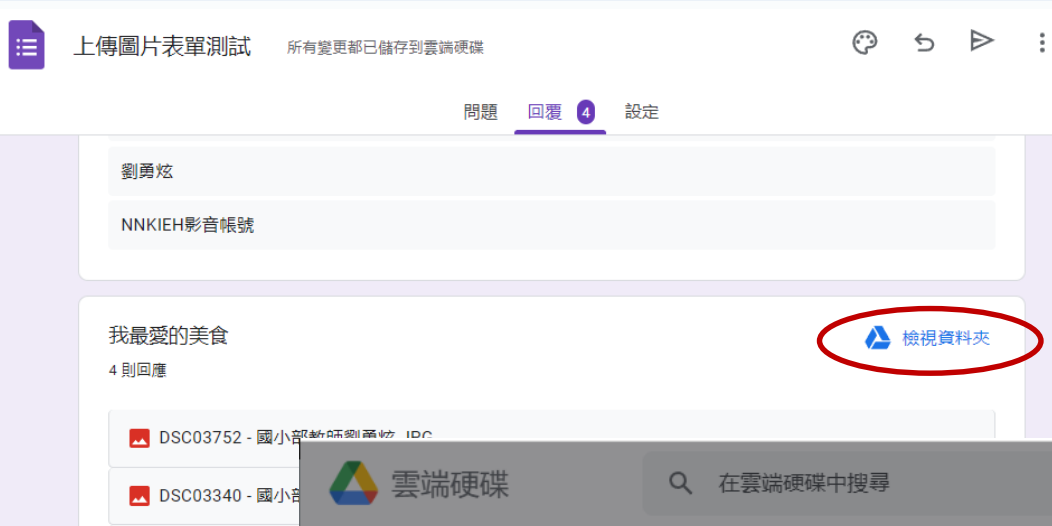 上傳圖片表單測試 所有變更都已儲存到雲端硬碟
問題 回覆 4 設定
劉勇炫
NNKIEH影音帳號
我最愛的美食 檢視資料夾
4 則回應
DSC03752 - 國小部教師劉勇炫.JPG
DSC03340 - 國小部
雲端硬碟 在雲端硬碟中搜尋